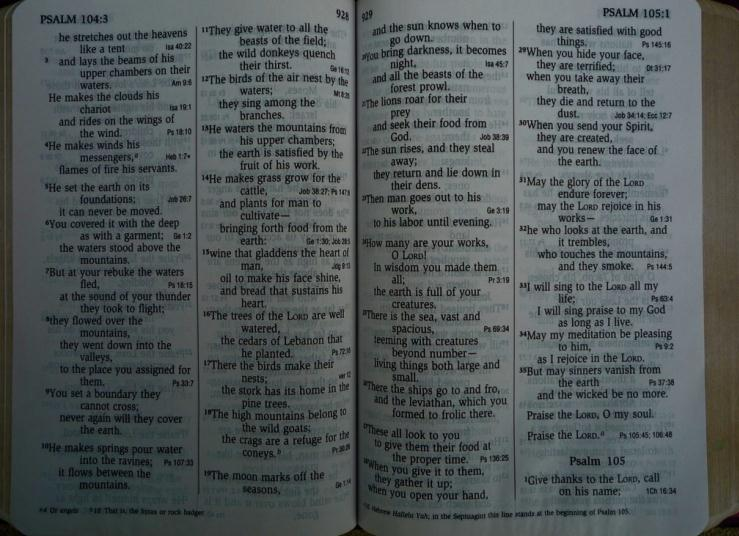 PSALM 104:3
928
he stretches out the heavens
like a tent Isa 40:22
3 and lays the beams of his
upper chambers on their
waters. Am 9:6
He makes the clouds his
chariot Isa 19:1
and rides on the wings of
the wind. Ps 18:10
4He makes winds his
messengers,a Heb 1:7*
flames of fire his servants.
5He set the earth on its
foundations; Job 26:7
it can never be moved.
6You covered it with the deep
as with a garment; Ge 1:2
the waters stood above the
mountains.
7But at your rebuke the waters
fled, Ps 18:15
at the sound of your thunder
they took to flight;
8they flowed over the
mountains,
they went down into the
valleys,
to the place you assigned for
them. Ps 33:7
9You set a boundary they
cannot cross;
never again will they cover
the earth.
10He makes springs pour water
into the ravines; Ps 107:33
it flows between the
mountains.
11They give water to all the
beasts of the field;
the wild donkeys quench
their thirst. Ge 16:12
12The birds of the air nest by the
waters; Mt 8:20
they sing among the
branches.
13He waters the mountains from
his upper chambers;
the earth is satisfied by the
fruit of his work.
14He makes grass grow for the
cattle, Job 38:27; Ps 147:8
and plants for man to
cultivate—
bringing forth food from the
earth: Ge 1:30; Job 28:5
15wine that gladdens the heart of
man, Jdg 9:13
oil to make his face shine,
and bread that sustains his
heart.
16The trees of the LORD are well
watered,
the cedars of Lebanon that
he planted. Ps 72:16
17There the birds make their
nests; ver 12
the stork has its home in the
pine trees.
18The high mountains belong to
the wild goats;
the crags are a refuge for the
coneys.b Pr 30:26
19The moon marks off the
seasons, Ge 1:14
a4 Or angels b18 That is, the hyrax or rock badger
929
PSALM 105:1
and the sun knows when to
go down.
20You bring darkness, it becomes
night, Isa 45:7
and all the beasts of the
forest prowl.
21The lions roar for their
prey
and seek their food from
God. Job 38:39
22The sun rises, and they steal
away;
they return and lie down in
their dens.
23Then man goes out to his
work, Ge 3:19
to his labor until evening.
24How many are your works,
O LORD!
In wisdom you made them
all; Pr 3:19
the earth is full of your
creatures.
25There is the sea, vast and
spacious, Ps 69:34
teeming with creatures
beyond number—
living things both large and
small.
26There the ships go to and fro,
and the leviathan, which you
formed to frolic there.
27These all look to you
to give them their food at
the proper time. Ps 136:25
28When you give it to them,
they gather it up;
when you open your hand,
they are satisfied with good
things. Ps 145:16
29When you hide your face,
they are terrified; Dt 31:17
when you take away their
breath,
they die and return to the
dust. Job 34:14; Ecc 12:7
30When you send your Spirit,
they are created,
and you renew the face of
the earth.
31May the glory of the LORD
endure forever;
may the LORD rejoice in his
works— Ge 1:31
32he who looks at the earth, and
it trembles,
who touches the mountains,
and they smoke. Ps 144:5
33I will sing to the LORD all my
life; Ps 63:4
I will sing praise to my God
as long as I live.
34May my meditation be pleasing
to him, Ps 9:2
as I rejoice in the LORD.
35But may sinners vanish from
the earth Ps 37:38
and the wicked be no more.
Praise the LORD, O my soul.
Praise the LORD.a Ps 105:45; 106:48
Psalm 105
1Give thanks to the LORD, call
on his name; 1Ch 16:34
Hebrew Hallelu Yah; in the Septuagint this line stands at the beginning of Psalm 105.